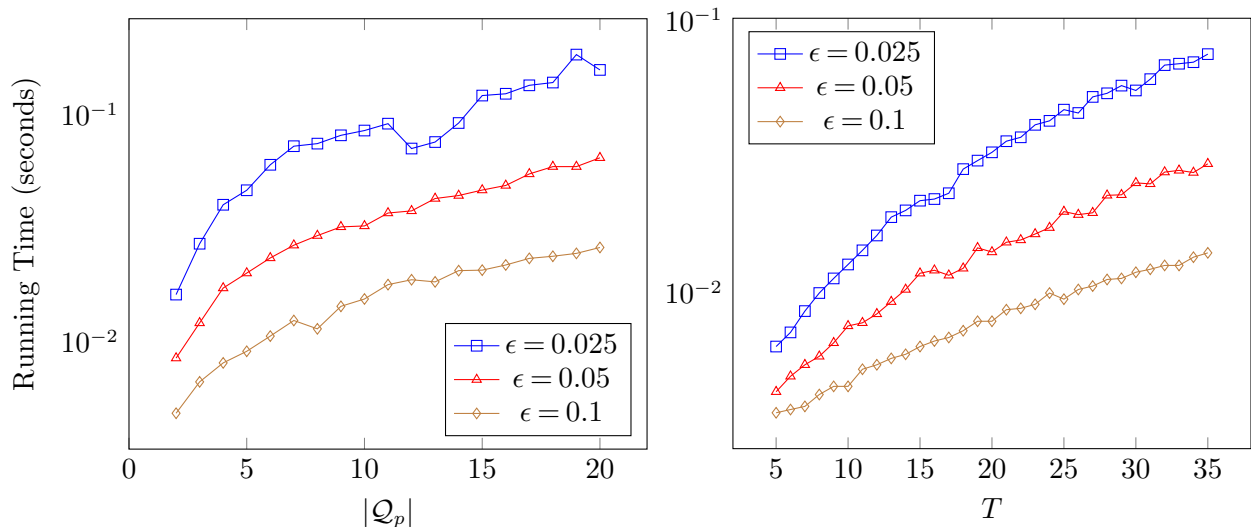 Running Time (seconds)
10⁻¹
10⁻²
ϵ = 0.025
ϵ = 0.05
ϵ = 0.1
0 5 10 15 20
|𝒬ₚ|
10⁻¹
10⁻²
ϵ = 0.025
ϵ = 0.05
ϵ = 0.1
5 10 15 20 25 30 35
T